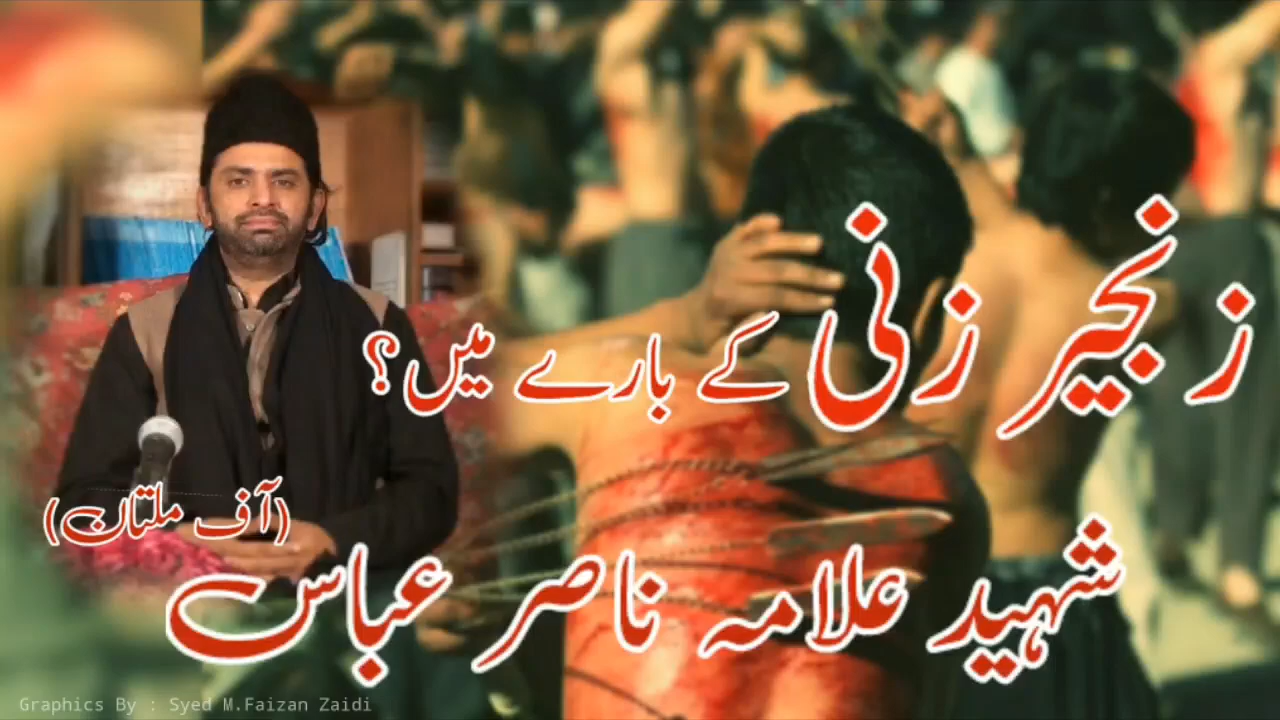 زنجیر زنی کے بارے میں؟
شہید علامہ ناصر عباس
(آف ملتان)
Graphics By : Syed M.Faizan Zaidi